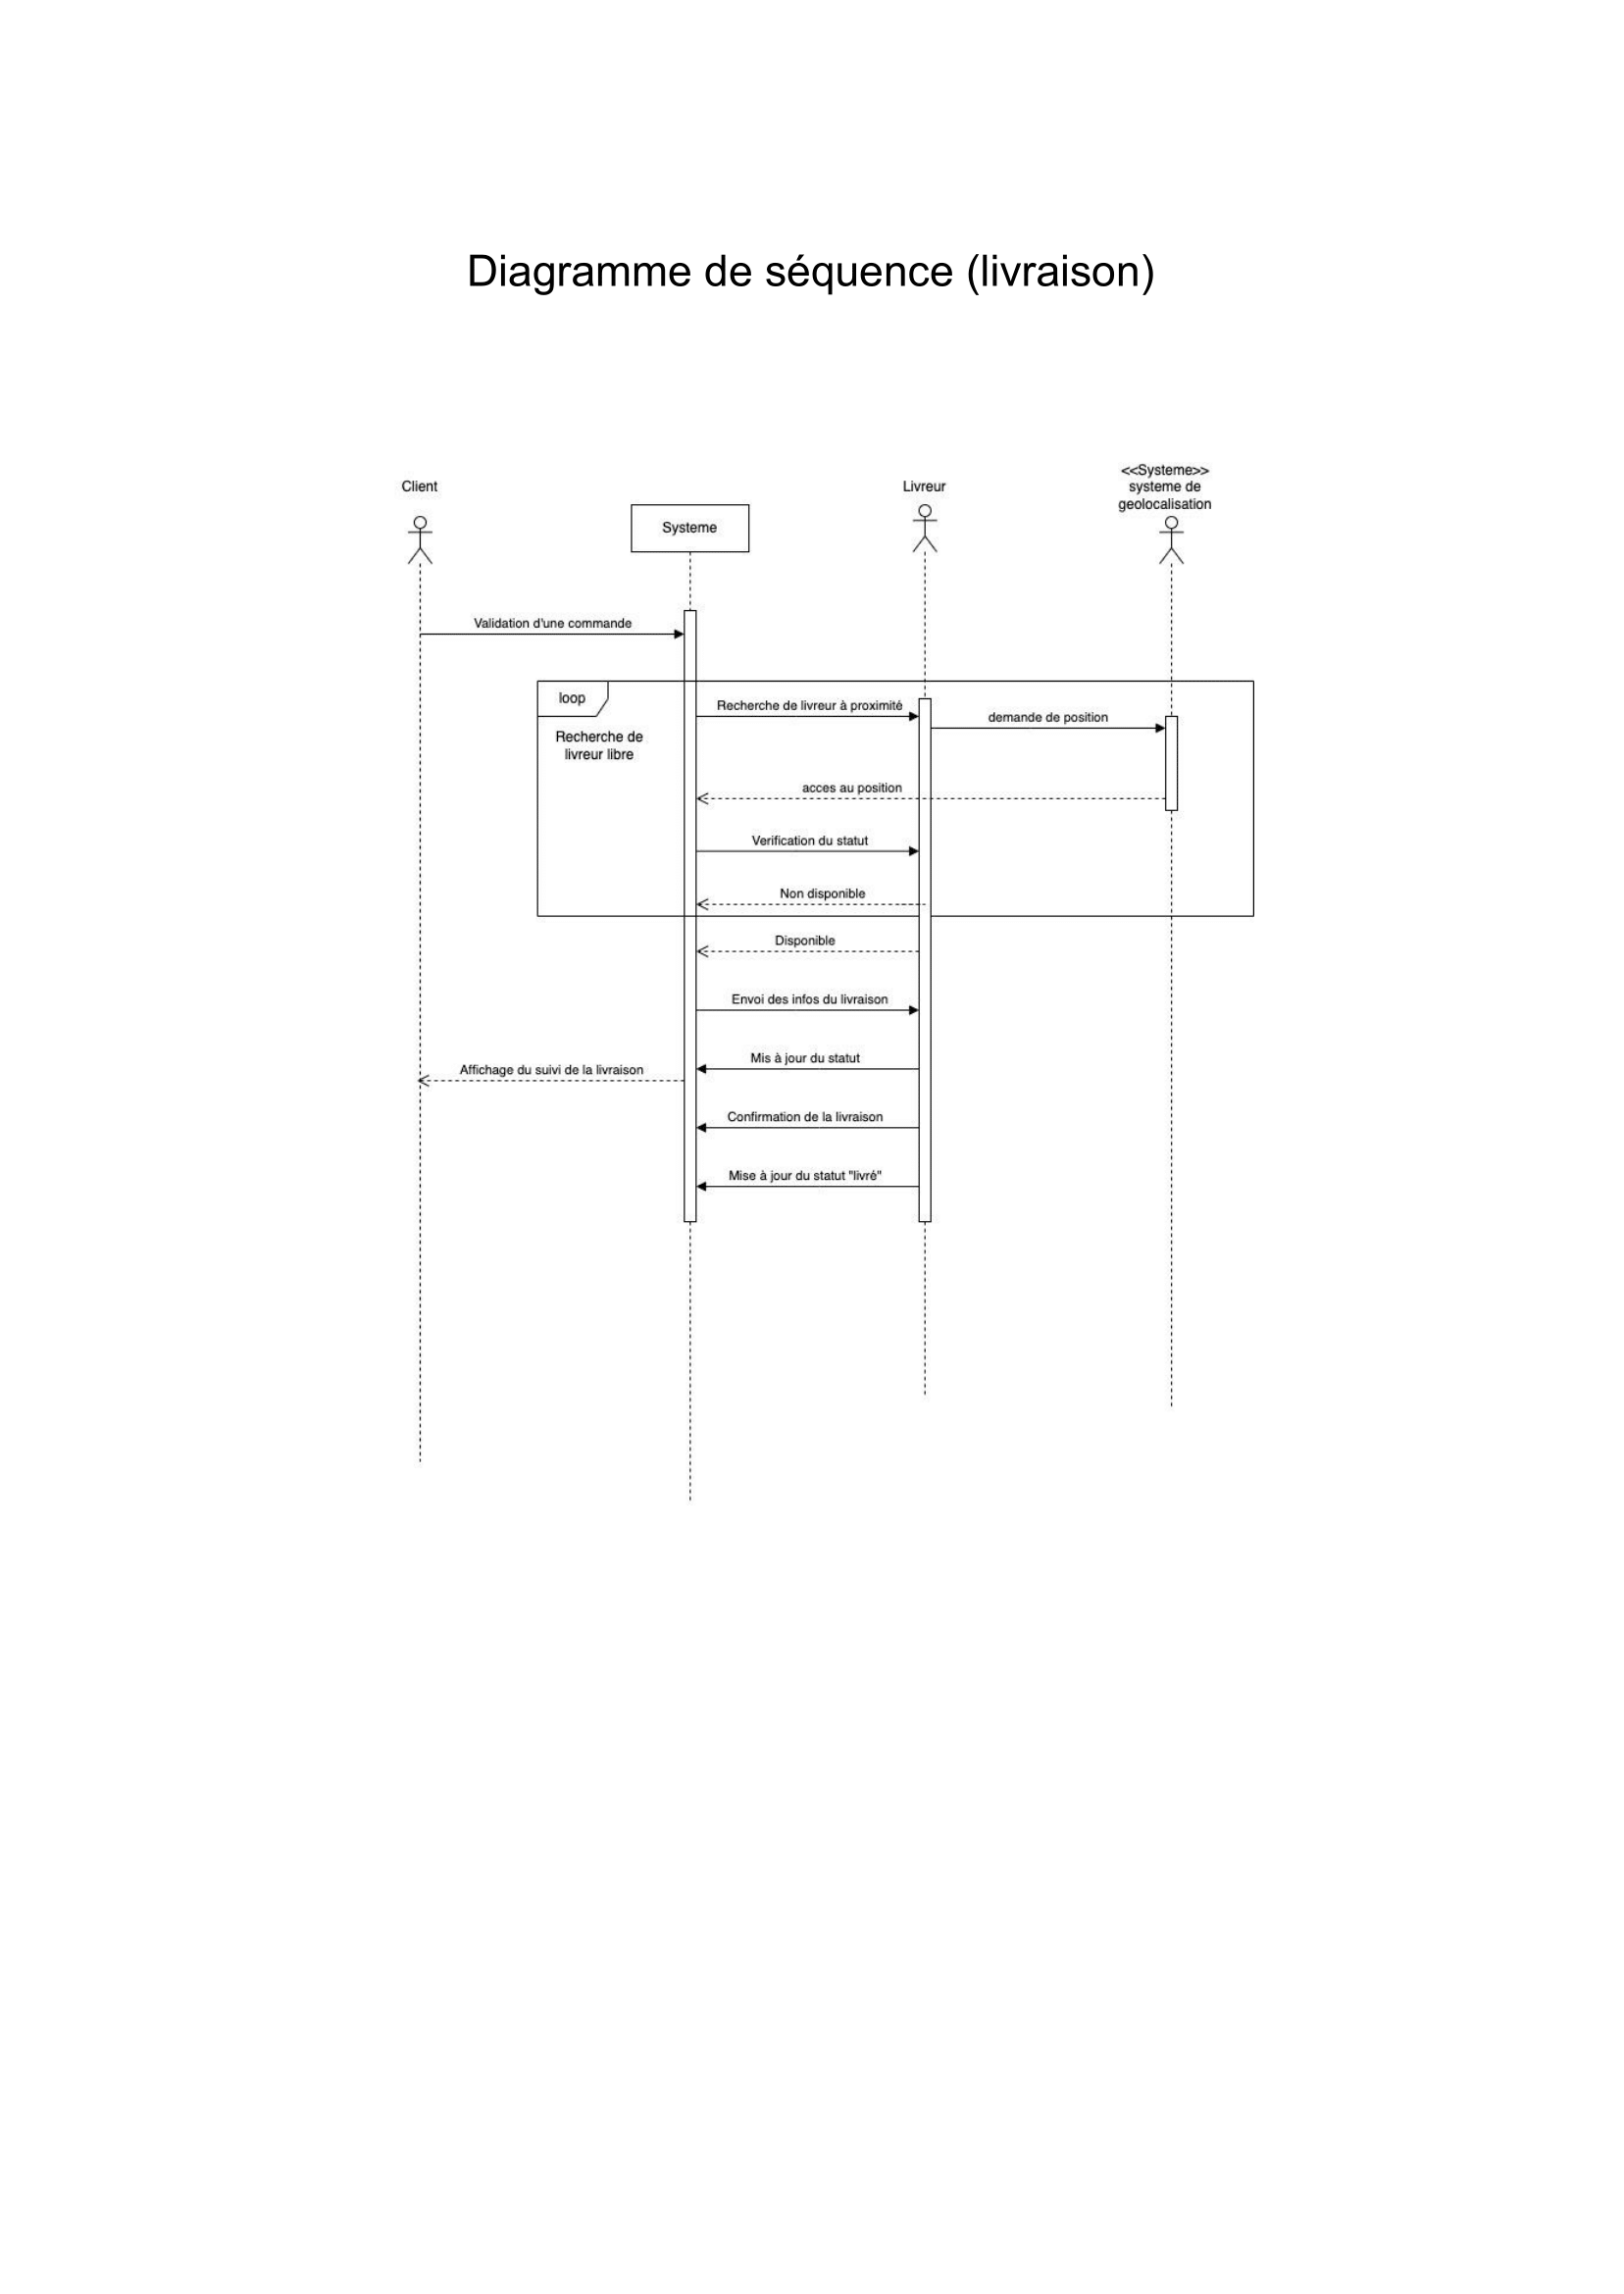 Diagramme de séquence (livraison)
<<Systeme>>
Client
Livreur
systeme de
geolocalisation
Systeme
Validation d'une commande
loop
Recherche de livreur à proximité
demande de position
Recherche de
livreur libre
acces au position
Verification du statut
Non disponible
Disponible
Envoi des infos du livraison
Mis à jour du statut
Affichage du suivi de la livraison
Confirmation de la livraison
Mise à jour du statut "livré"